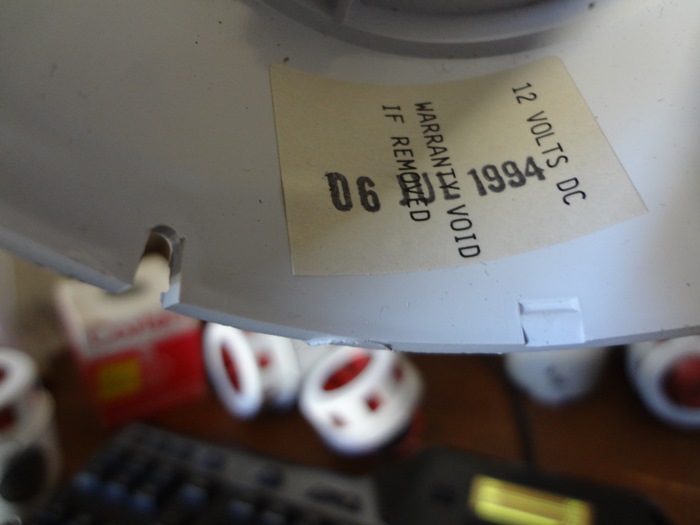 12 VOLTS DC
WARRANTY VOID
IF REMOVED
06 JUL 1994